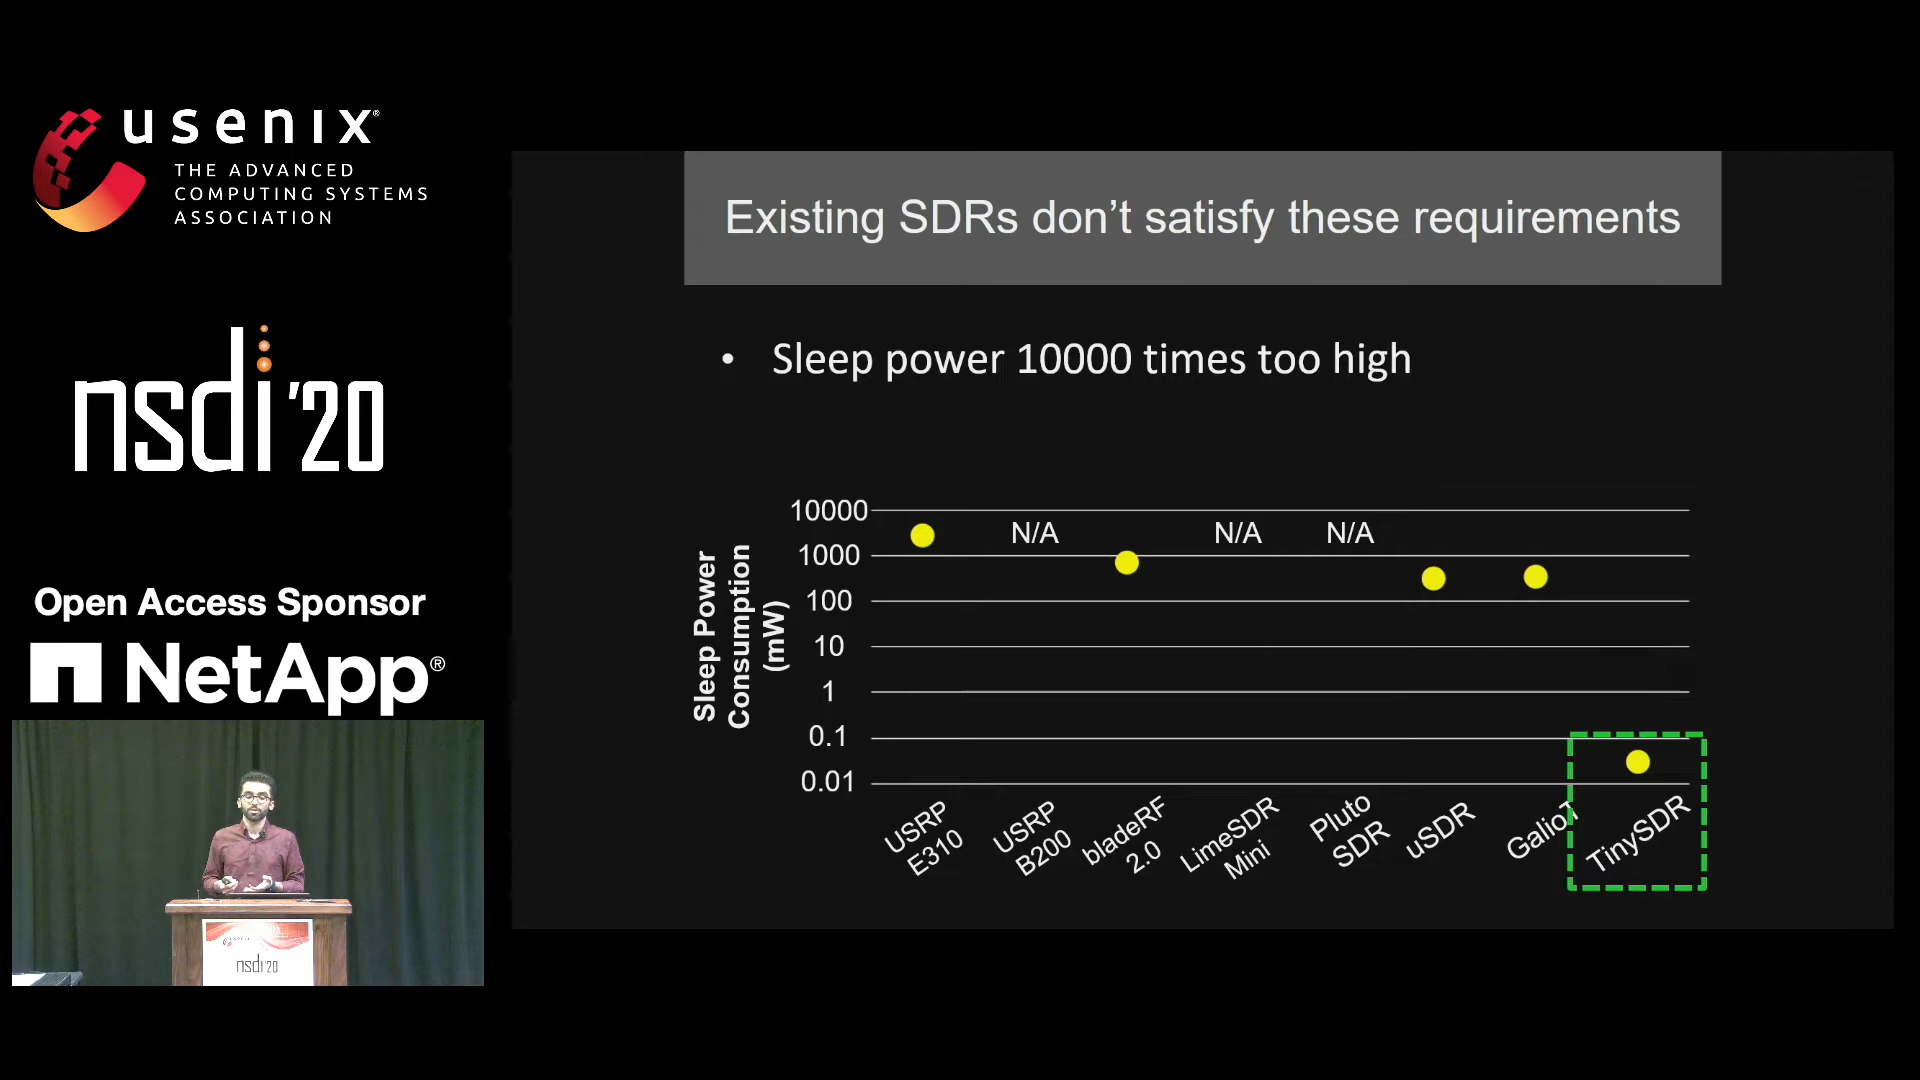 usenix®
THE ADVANCED
COMPUTING SYSTEMS
ASSOCIATION
nsdi'20
Open Access Sponsor
NetApp®
nsdi'20
Existing SDRs don't satisfy these requirements
• Sleep power 10000 times too high
Sleep Power
Consumption
(mW)
10000
1000
100
10
1
0.1
0.01
N/A
N/A
N/A
USRP
E310
USRP
B200
bladeRF
2.0
LimeSDR
Mini
Pluto
SDR
uSDR
GalioT
TinySDR